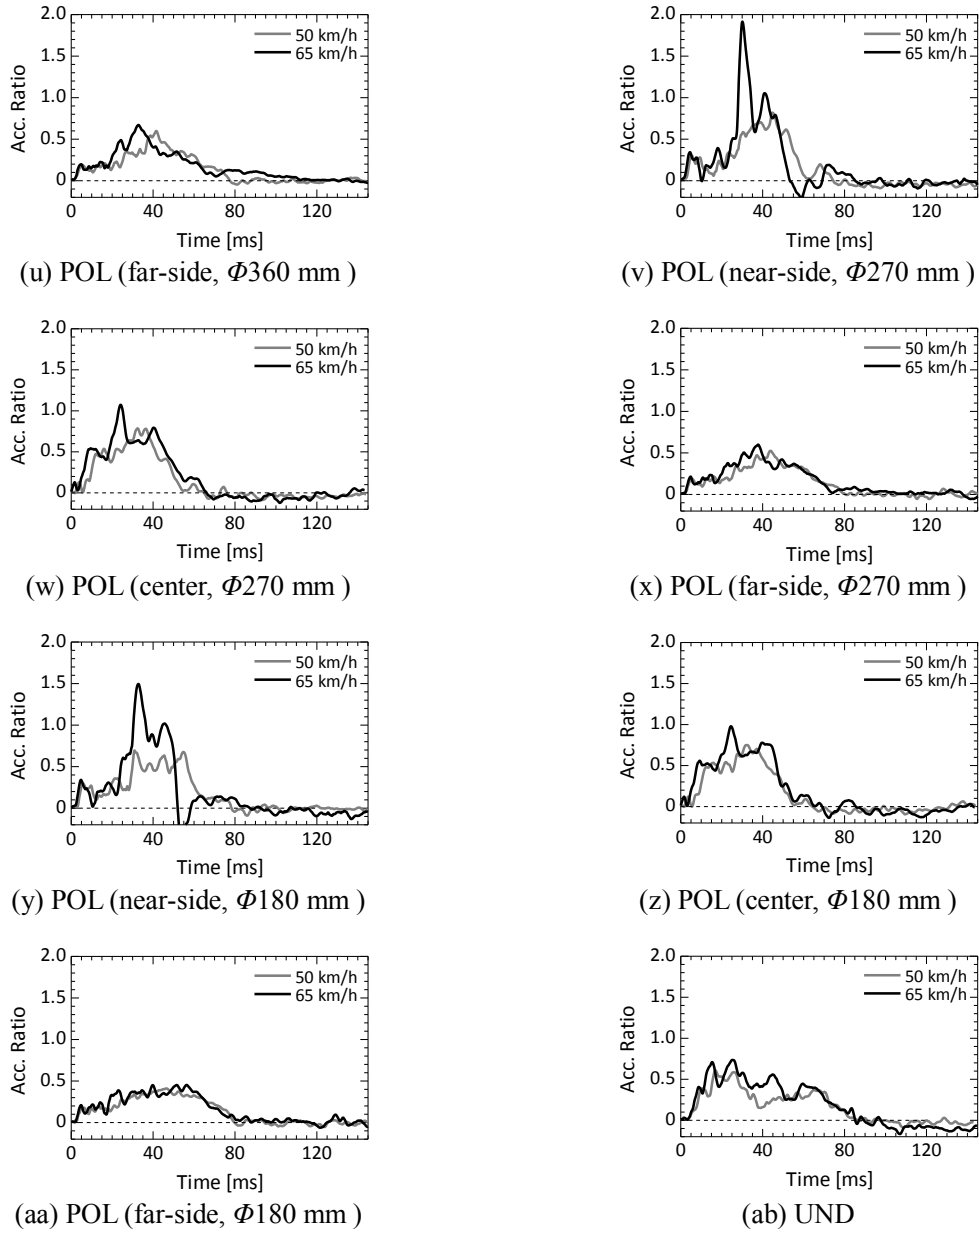 2.0
1.5
1.0
0.5
0
Acc. Ratio
50 km/h
65 km/h
0 40 80 120
Time [ms]
(u) POL (far-side, Φ360 mm )
2.0
1.5
1.0
0.5
0
Acc. Ratio
50 km/h
65 km/h
0 40 80 120
Time [ms]
(v) POL (near-side, Φ270 mm )
2.0
1.5
1.0
0.5
0
Acc. Ratio
50 km/h
65 km/h
0 40 80 120
Time [ms]
(w) POL (center, Φ270 mm )
2.0
1.5
1.0
0.5
0
Acc. Ratio
50 km/h
65 km/h
0 40 80 120
Time [ms]
(x) POL (far-side, Φ270 mm )
2.0
1.5
1.0
0.5
0
Acc. Ratio
50 km/h
65 km/h
0 40 80 120
Time [ms]
(y) POL (near-side, Φ180 mm )
2.0
1.5
1.0
0.5
0
Acc. Ratio
50 km/h
65 km/h
0 40 80 120
Time [ms]
(z) POL (center, Φ180 mm )
2.0
1.5
1.0
0.5
0
Acc. Ratio
50 km/h
65 km/h
0 40 80 120
Time [ms]
(aa) POL (far-side, Φ180 mm )
2.0
1.5
1.0
0.5
0
Acc. Ratio
50 km/h
65 km/h
0 40 80 120
Time [ms]
(ab) UND